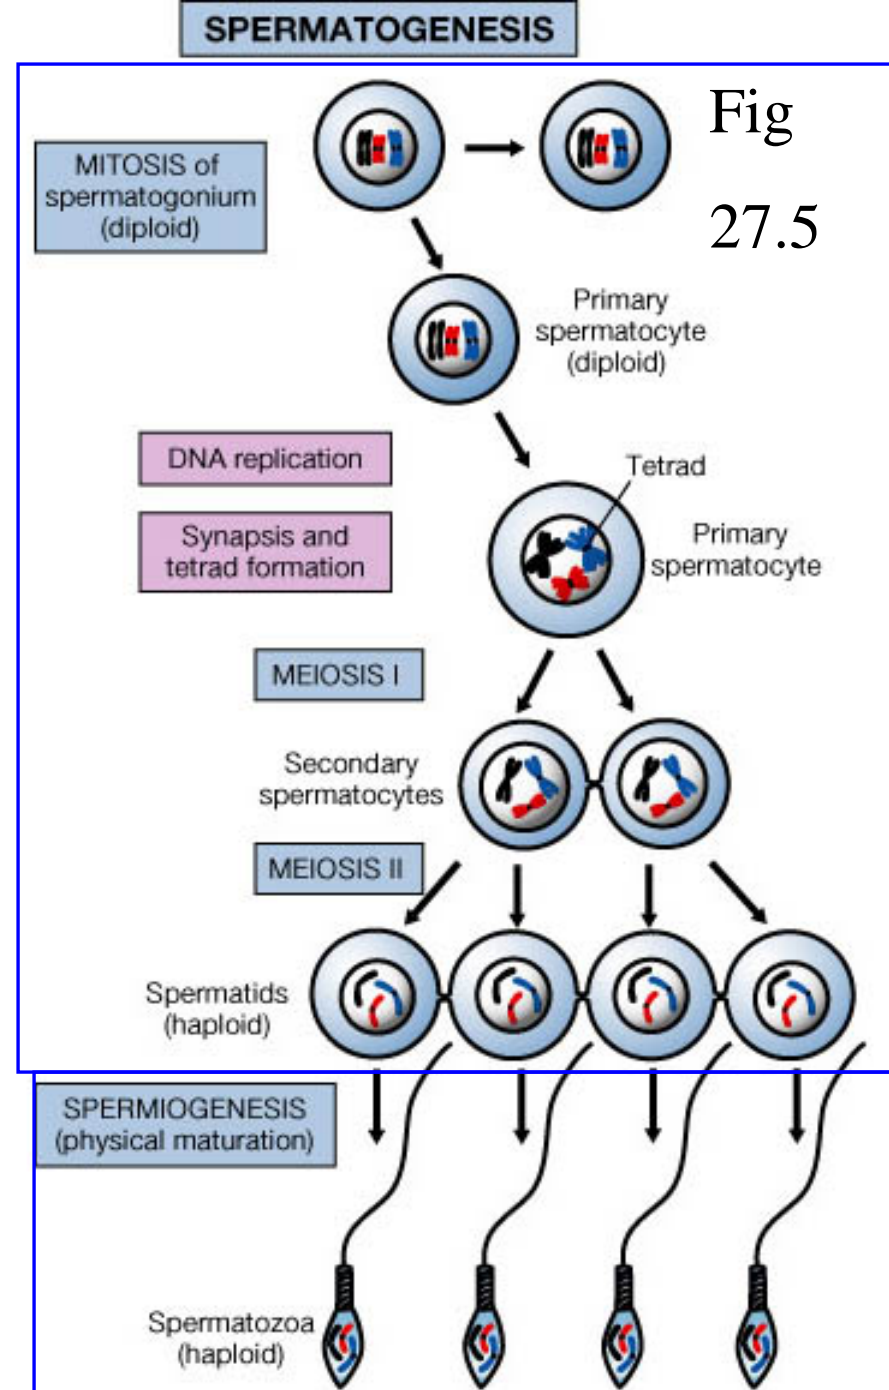 SPERMATOGENESIS
Fig
27.5
MITOSIS of
spermatogonium
(diploid)
Primary
spermatocyte
(diploid)
DNA replication
Tetrad
Synapsis and
tetrad formation
Primary
spermatocyte
MEIOSIS I
Secondary
spermatocytes
MEIOSIS II
Spermatids
(haploid)
SPERMIOGENESIS
(physical maturation)
Spermatozoa
(haploid)